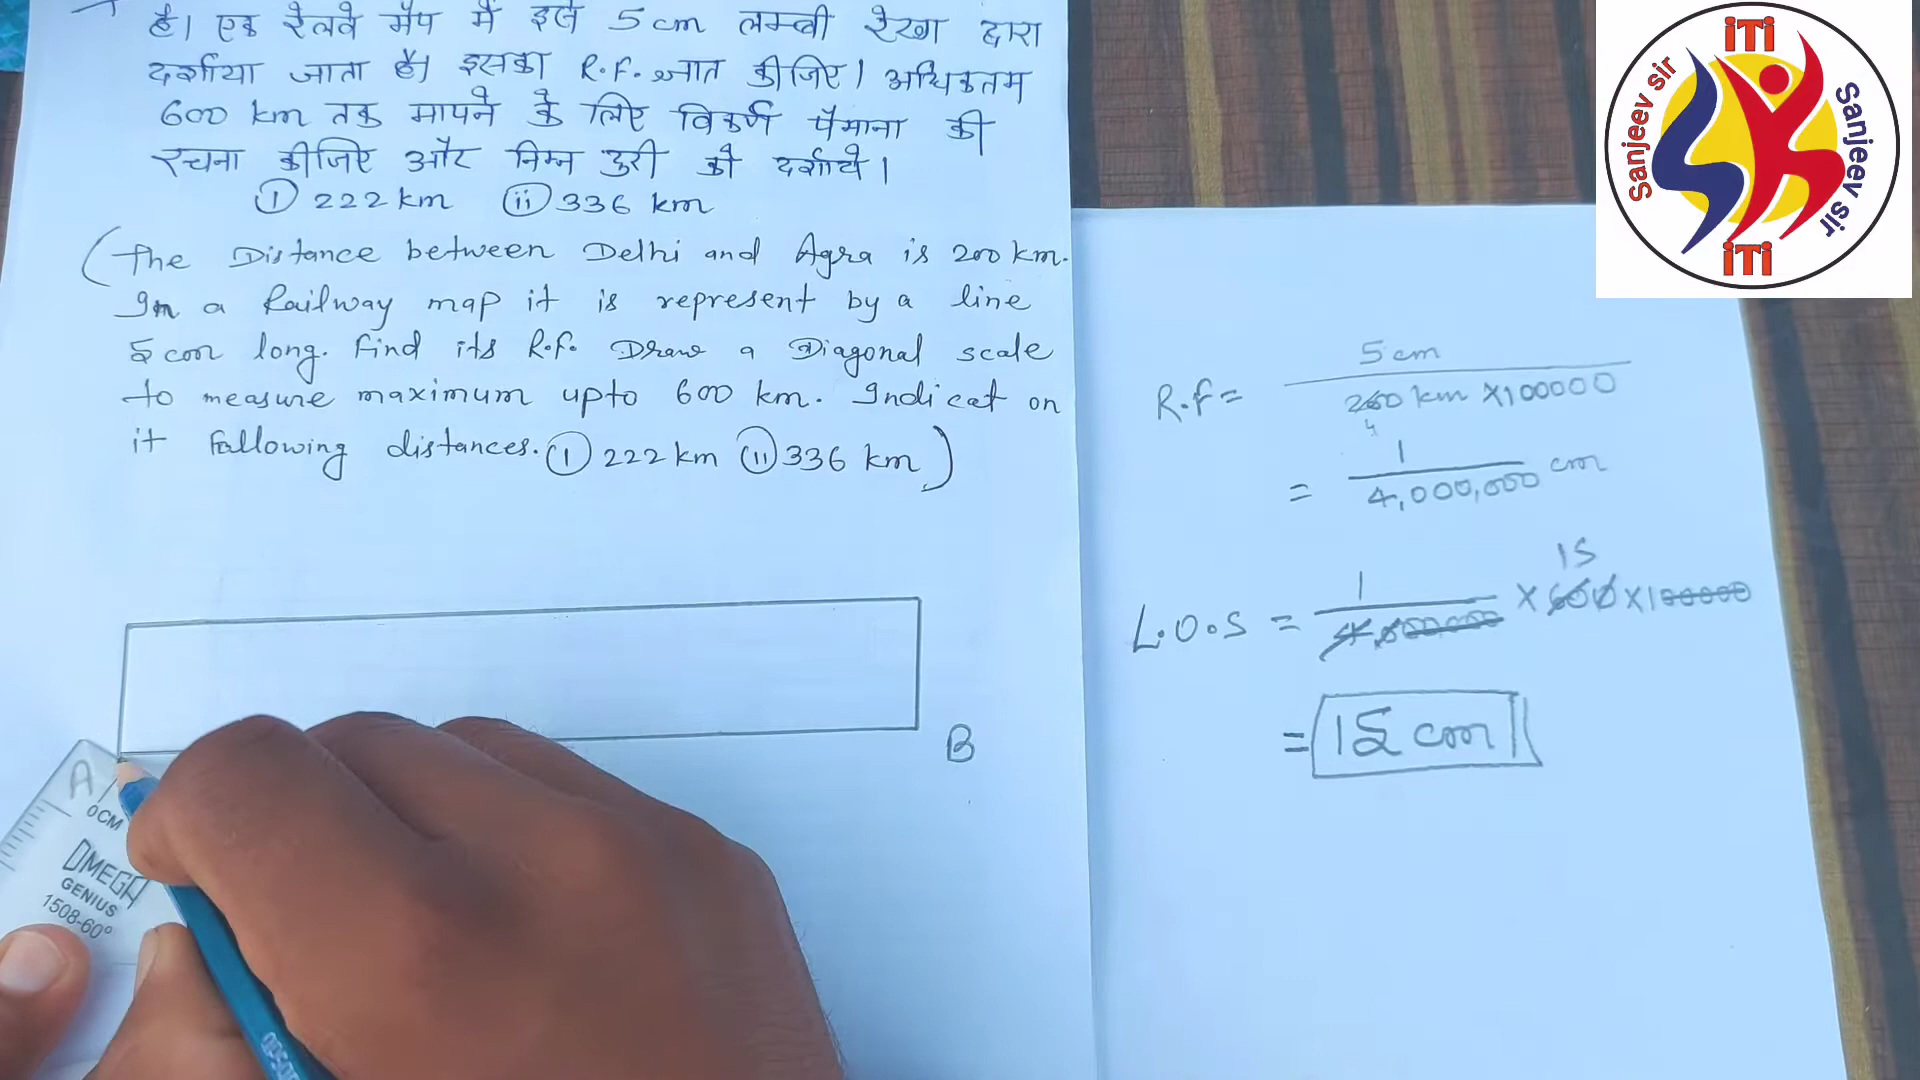 है। एक रेलवे मैप में इसे 5 cm लम्बी रेखा द्वारा
दर्शाया जाता है। इसका R.F. ज्ञात कीजिए। अधिकतम
600 km तक मापने के लिए विकर्ण पैमाना की
रचना कीजिए और निम्न दुरी को दर्शाये।
(i) 222 km (ii) 336 km
(The Distance between Delhi and Agra is 200 km.
In a Railway map it is represent by a line
5 cm long. Find its R.F. Draw a Diagonal scale
to measure maximum upto 600 km. Indicat on
it Following distances. (i) 222 km (ii) 336 km)
A
B
0CM
OMEGA
GENIUS
1508-60°
R.F = 5 cm
200 km × 100000
4
= 1
4,000,000 cm
15
L.O.S = 1
4,000,000 × 600 × 100000
= 15 cm
iTi
Sanjeev sir
Sanjeev sir
iTi